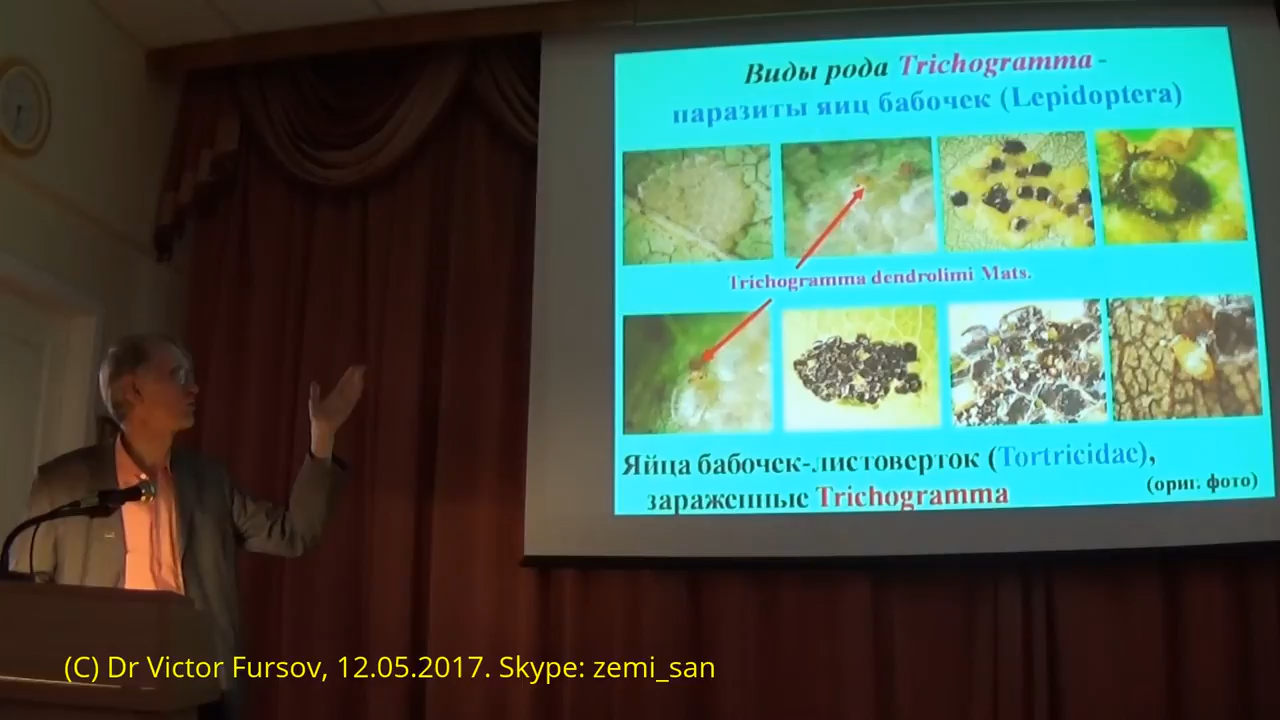 Виды рода Trichogramma -
паразиты яиц бабочек (Lepidoptera)
Trichogramma dendrolimi Mats.
Яйца бабочек-листоверток (Tortricidae),
зараженные Trichogramma
(ориг. фото)
(C) Dr Victor Fursov, 12.05.2017. Skype: zemi_san